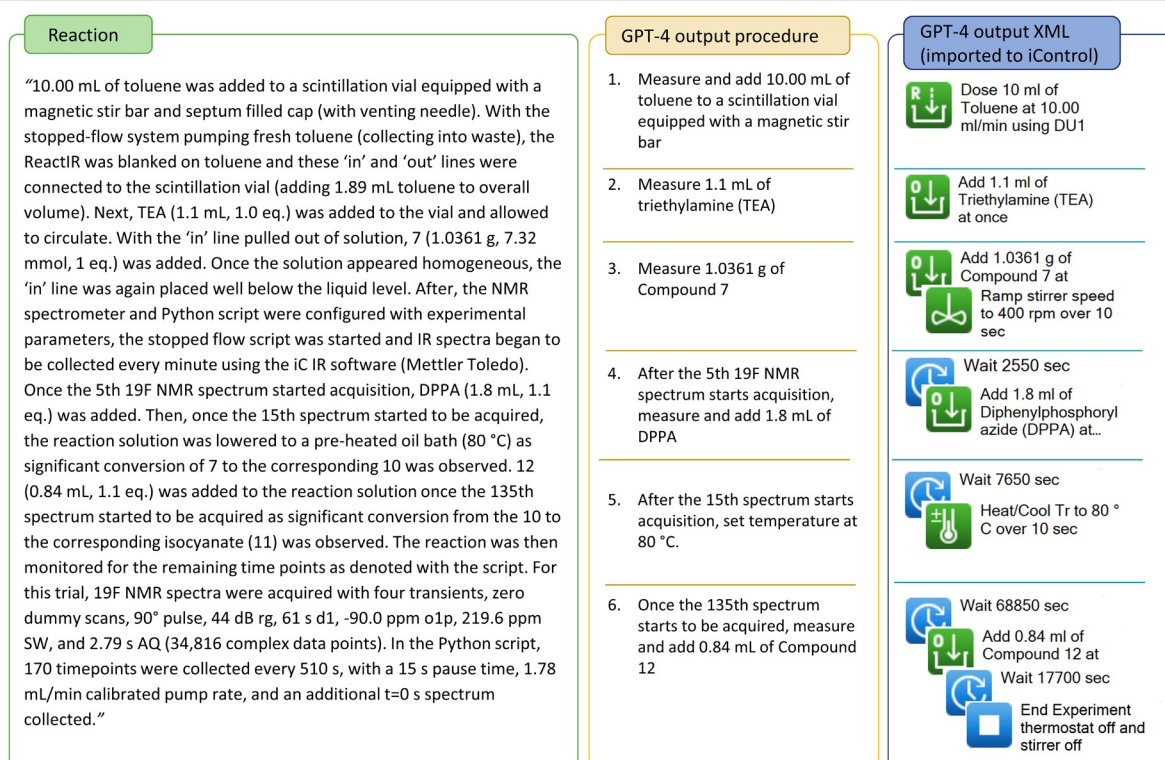 Reaction
“10.00 mL of toluene was added to a scintillation vial equipped with a
magnetic stir bar and septum filled cap (with venting needle). With the
stopped-flow system pumping fresh toluene (collecting into waste), the
ReactIR was blanked on toluene and these ‘in’ and ‘out’ lines were
connected to the scintillation vial (adding 1.89 mL toluene to overall
volume). Next, TEA (1.1 mL, 1.0 eq.) was added to the vial and allowed
to circulate. With the ‘in’ line pulled out of solution, 7 (1.0361 g, 7.32
mmol, 1 eq.) was added. Once the solution appeared homogeneous, the
‘in’ line was again placed well below the liquid level. After, the NMR
spectrometer and Python script were configured with experimental
parameters, the stopped flow script was started and IR spectra began to
be collected every minute using the iC IR software (Mettler Toledo).
Once the 5th 19F NMR spectrum started acquisition, DPPA (1.8 mL, 1.1
eq.) was added. Then, once the 15th spectrum started to be acquired,
the reaction solution was lowered to a pre-heated oil bath (80 °C) as
significant conversion of 7 to the corresponding 10 was observed. 12
(0.84 mL, 1.1 eq.) was added to the reaction solution once the 135th
spectrum started to be acquired as significant conversion from the 10 to
the corresponding isocyanate (11) was observed. The reaction was then
monitored for the remaining time points as denoted with the script. For
this trial, 19F NMR spectra were acquired with four transients, zero
dummy scans, 90° pulse, 44 dB rg, 61 s d1, -90.0 ppm o1p, 219.6 ppm
SW, and 2.79 s AQ (34,816 complex data points). In the Python script,
170 timepoints were collected every 510 s, with a 15 s pause time, 1.78
mL/min calibrated pump rate, and an additional t=0 s spectrum
collected.”
GPT-4 output procedure
1. Measure and add 10.00 mL of
toluene to a scintillation vial
equipped with a magnetic stir
bar
2. Measure 1.1 mL of
triethylamine (TEA)
3. Measure 1.0361 g of
Compound 7
4. After the 5th 19F NMR
spectrum starts acquisition,
measure and add 1.8 mL of
DPPA
5. After the 15th spectrum starts
acquisition, set temperature at
80 °C.
6. Once the 135th spectrum
starts to be acquired, measure
and add 0.84 mL of Compound
12
GPT-4 output XML
(imported to iControl)
R
Dose 10 ml of
Toluene at 10.00
ml/min using DU1
0
Add 1.1 ml of
Triethylamine (TEA)
at once
0
Add 1.0361 g of
Compound 7 at
Ramp stirrer speed
to 400 rpm over 10
sec
Wait 2550 sec
0
Add 1.8 ml of
Diphenylphosphoryl
azide (DPPA) at...
Wait 7650 sec
±
Heat/Cool Tr to 80 °
C over 10 sec
Wait 68850 sec
0
Add 0.84 ml of
Compound 12 at
Wait 17700 sec
End Experiment
thermostat off and
stirrer off